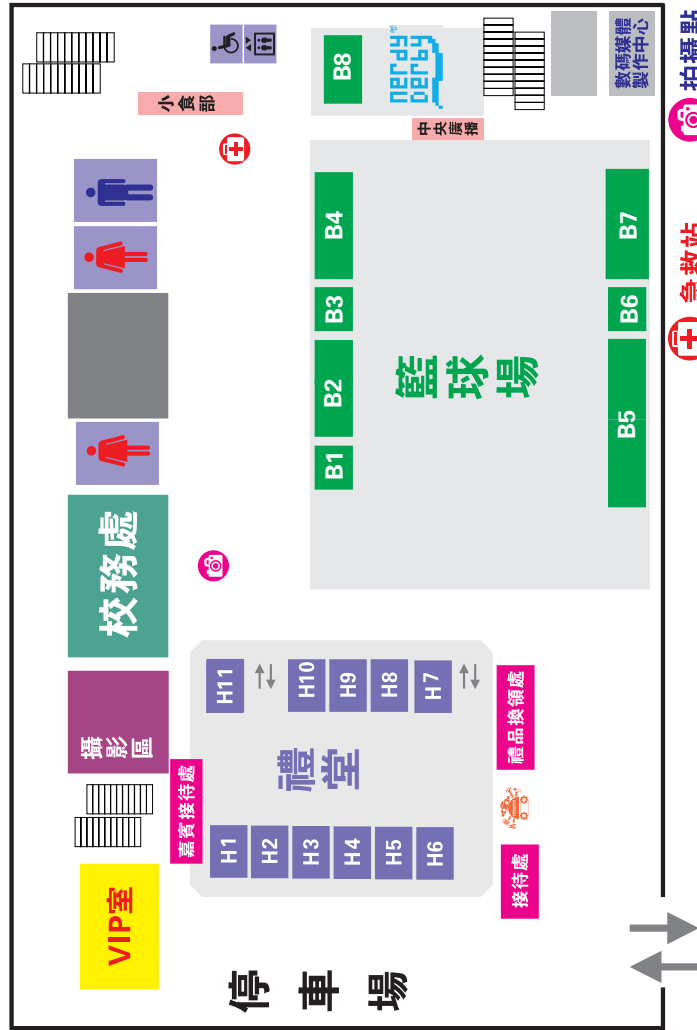 VIP室
攝影區
校務處
嘉賓接待處
小食部
停車場
禮堂
H1
H2
H3
H4
H5
H6
H11
H10
H9
H8
H7
接待處
禮品換領處
籃球場
B1
B2
B3
B4
B5
B6
B7
B8
nerdy
derby
中央廣播
數碼媒體
製作中心
急救站
拍攝點